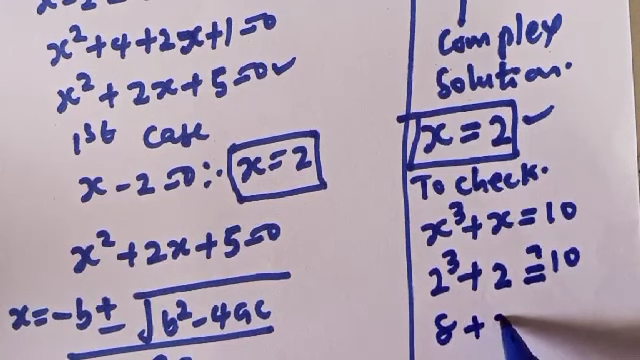 x² + 4 + 2x + 1 = 0
x² + 2x + 5 = 0 ✓
1st case
x - 2 = 0 ∴ x = 2
x² + 2x + 5 = 0
x = -b ± √b² - 4ac
Complex
Solution.
x = 2 ✓
To check.
x³ + x = 10
2³ + 2 ?= 10
8 +